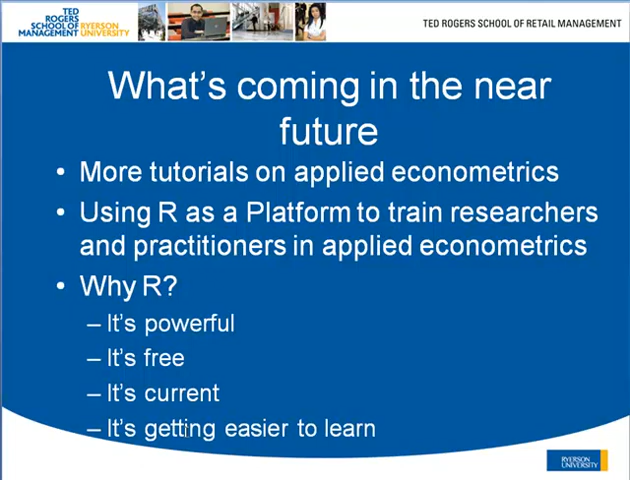 TED
ROGERS
SCHOOL OF
MANAGEMENT
RYERSON
UNIVERSITY
TED ROGERS SCHOOL OF RETAIL MANAGEMENT
What's coming in the near
future
• More tutorials on applied econometrics
• Using R as a Platform to train researchers
and practitioners in applied econometrics
• Why R?
– It's powerful
– It's free
– It's current
– It's getting easier to learn
RYERSON
UNIVERSITY